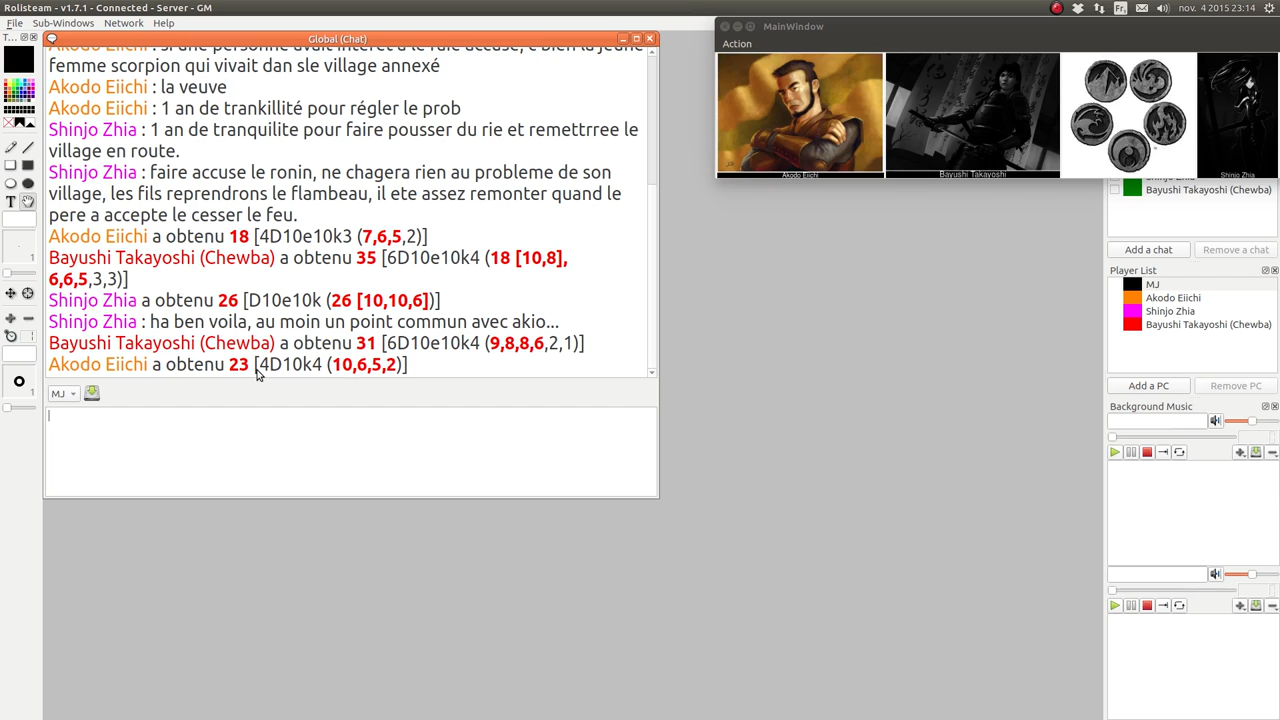 Rolisteam - v1.7.1 - Connected - Server - GM
Fr₁
nov. 4 2015 23:14
File Sub-Windows Network Help
T...
Global (Chat)
femme scorpion qui vivait dan sle village annexé
Akodo Eiichi : la veuve
Akodo Eiichi : 1 an de trankillité pour régler le prob
Shinjo Zhia : 1 an de tranquilite pour faire pousser du rie et remettrree le
village en route.
Shinjo Zhia : faire accuse le ronin, ne chagera rien au probleme de son
village, les fils reprendrons le flambeau, il ete assez remonter quand le
pere a accepte le cesser le feu.
Akodo Eiichi a obtenu 18 [4D10e10k3 (7,6,5,2)]
Bayushi Takayoshi (Chewba) a obtenu 35 [6D10e10k4 (18 [10,8],
6,6,5,3,3)]
Shinjo Zhia a obtenu 26 [D10e10k (26 [10,10,6])]
Shinjo Zhia : ha ben voila, au moin un point commun avec akio...
Bayushi Takayoshi (Chewba) a obtenu 31 [6D10e10k4 (9,8,8,6,2,1)]
Akodo Eiichi a obtenu 23 [4D10k4 (10,6,5,2)]
MJ
T
1
1
MainWindow
Action
Akodo Eiichi
Bayushi Takayoshi
Shinjo Zhia
Bayushi Takayoshi (Chewba)
Add a chat
Remove a chat
Player List
MJ
Akodo Eiichi
Shinjo Zhia
Bayushi Takayoshi (Chewba)
Add a PC
Remove PC
Background Music